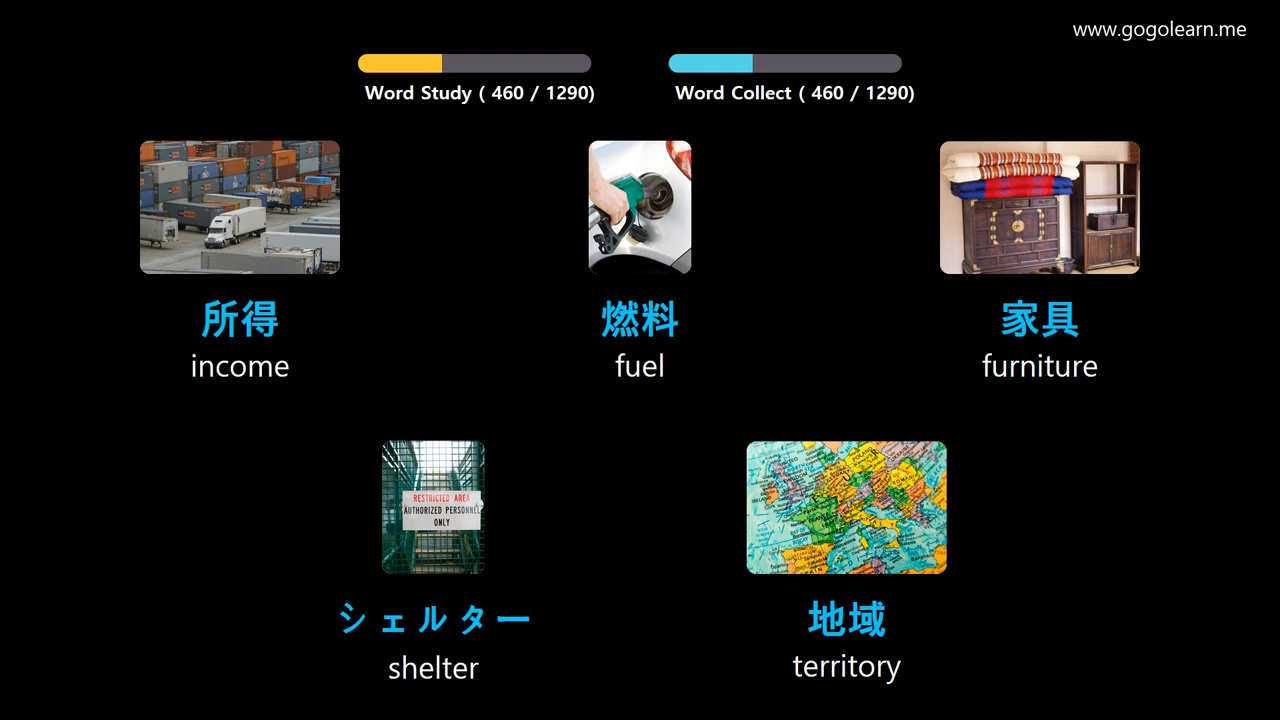 www.gogolearn.me
Word Study ( 460 / 1290)
Word Collect ( 460 / 1290)
所得
income
燃料
fuel
家具
furniture
RESTRICTED AREA
AUTHORIZED PERSONNEL
ONLY
シェルター
shelter
地域
territory